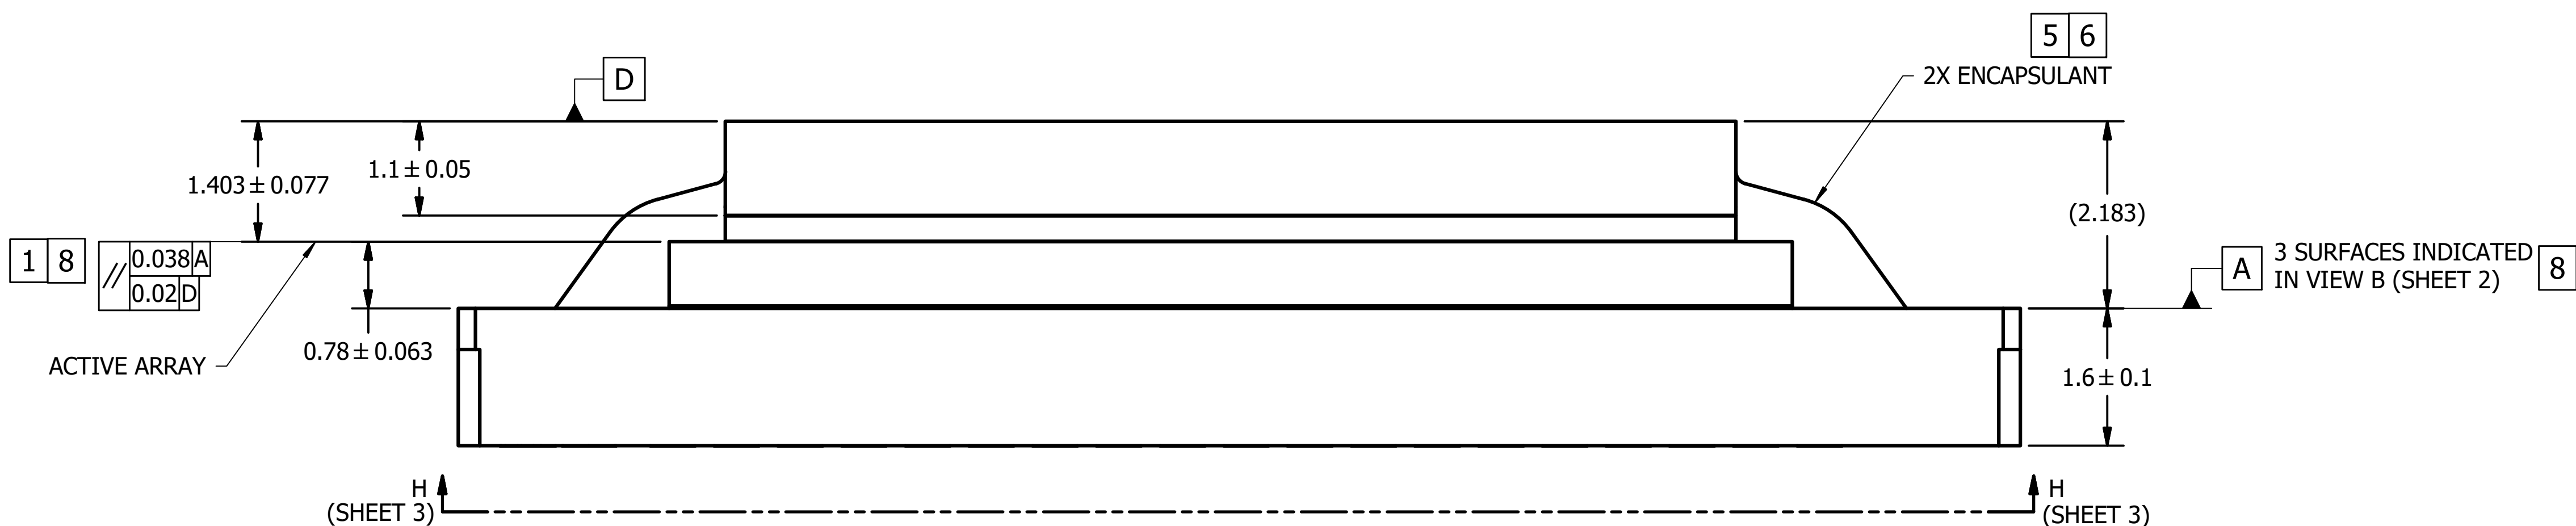 5 6
2X ENCAPSULANT
D
1.403 ± 0.077
1.1 ± 0.05
(2.183)
1 8
// 0.038 A
0.02 D
A
3 SURFACES INDICATED
IN VIEW B (SHEET 2)
8
ACTIVE ARRAY
0.78 ± 0.063
1.6 ± 0.1
H
(SHEET 3)
H
(SHEET 3)